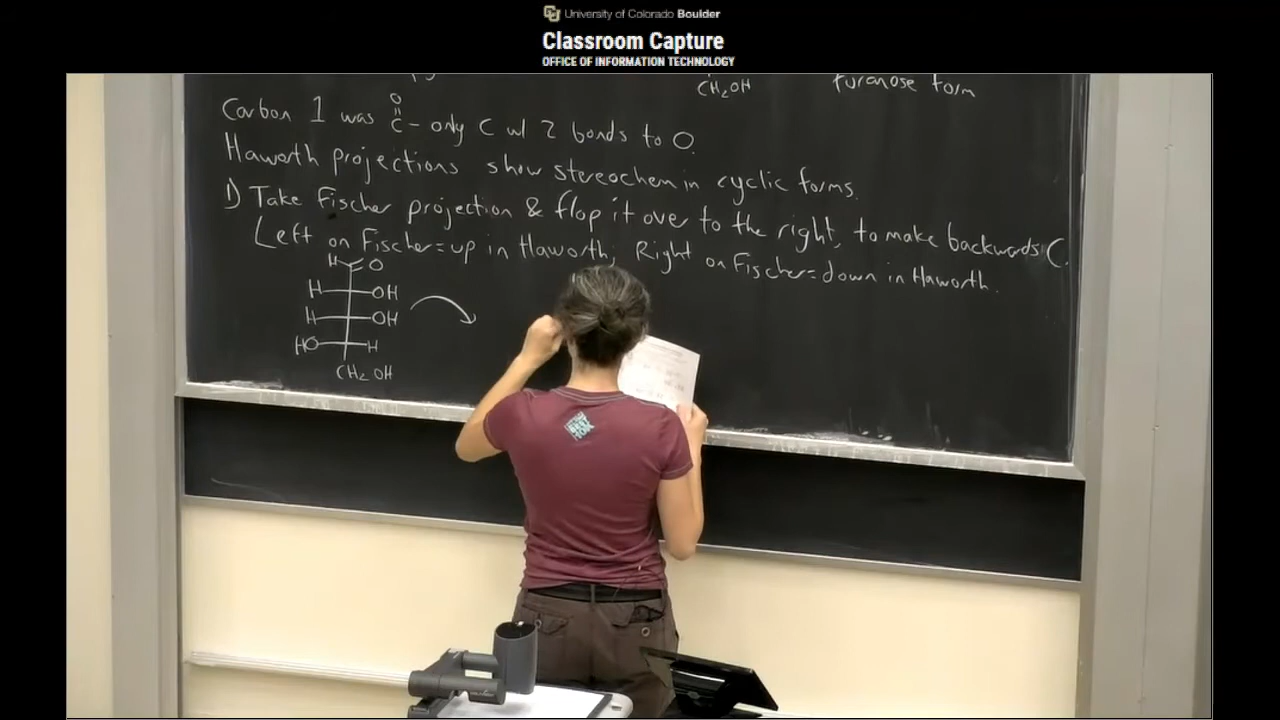 University of Colorado Boulder
Classroom Capture
OFFICE OF INFORMATION TECHNOLOGY
CH2OH furanose form
O
Carbon 1 was C - only C w/ 2 bonds to O.
Haworth projections show stereochem in cyclic forms.
1) Take Fischer projection & flop it over to the right, to make backwards C.
Left on Fischer = up in Haworth; Right on Fischer = down in Haworth.
H O
H OH
H OH
HO H
CH2 OH